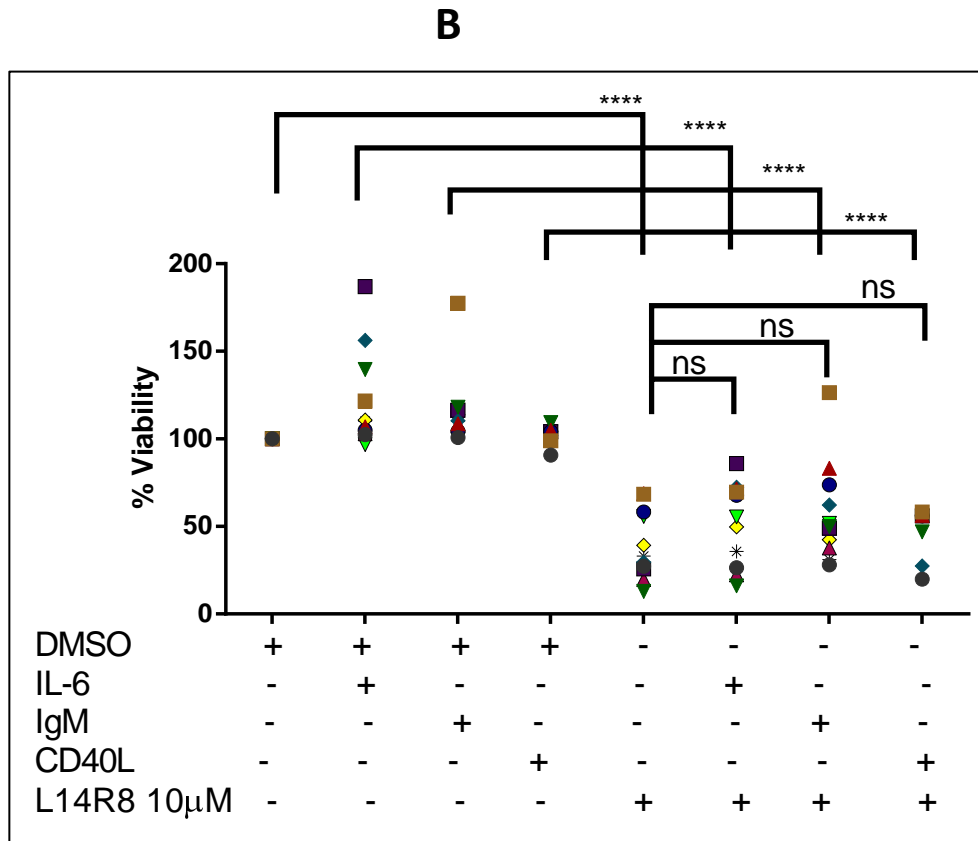 B
****
****
****
****
200
ns
150
ns
ns
% Viability
100
50
0
DMSO + + + + - - - -
IL-6 - + - - - + - -
IgM - - + - - - + -
CD40L - - - + - - - +
L14R8 10μM - - - - + + + +